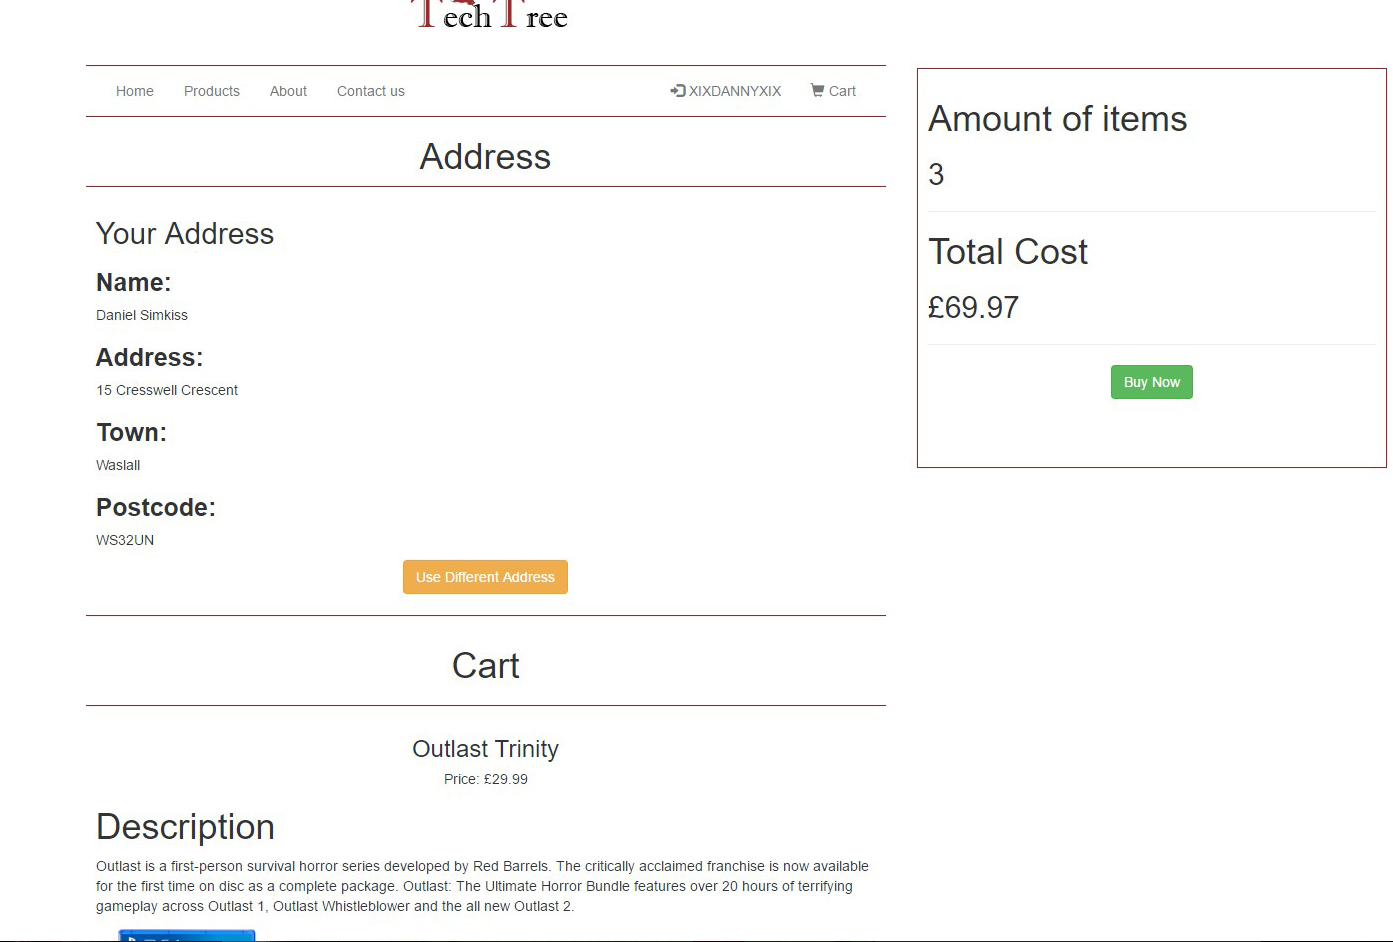 Tech Tree
Home Products About Contact us XIXDANNYXIX Cart
Address
Your Address
Name:
Daniel Simkiss
Address:
15 Cresswell Crescent
Town:
Waslall
Postcode:
WS32UN
Use Different Address
Cart
Outlast Trinity
Price: £29.99
Description
Outlast is a first-person survival horror series developed by Red Barrels. The critically acclaimed franchise is now available
for the first time on disc as a complete package. Outlast: The Ultimate Horror Bundle features over 20 hours of terrifying
gameplay across Outlast 1, Outlast Whistleblower and the all new Outlast 2.
Amount of items
3
Total Cost
£69.97
Buy Now